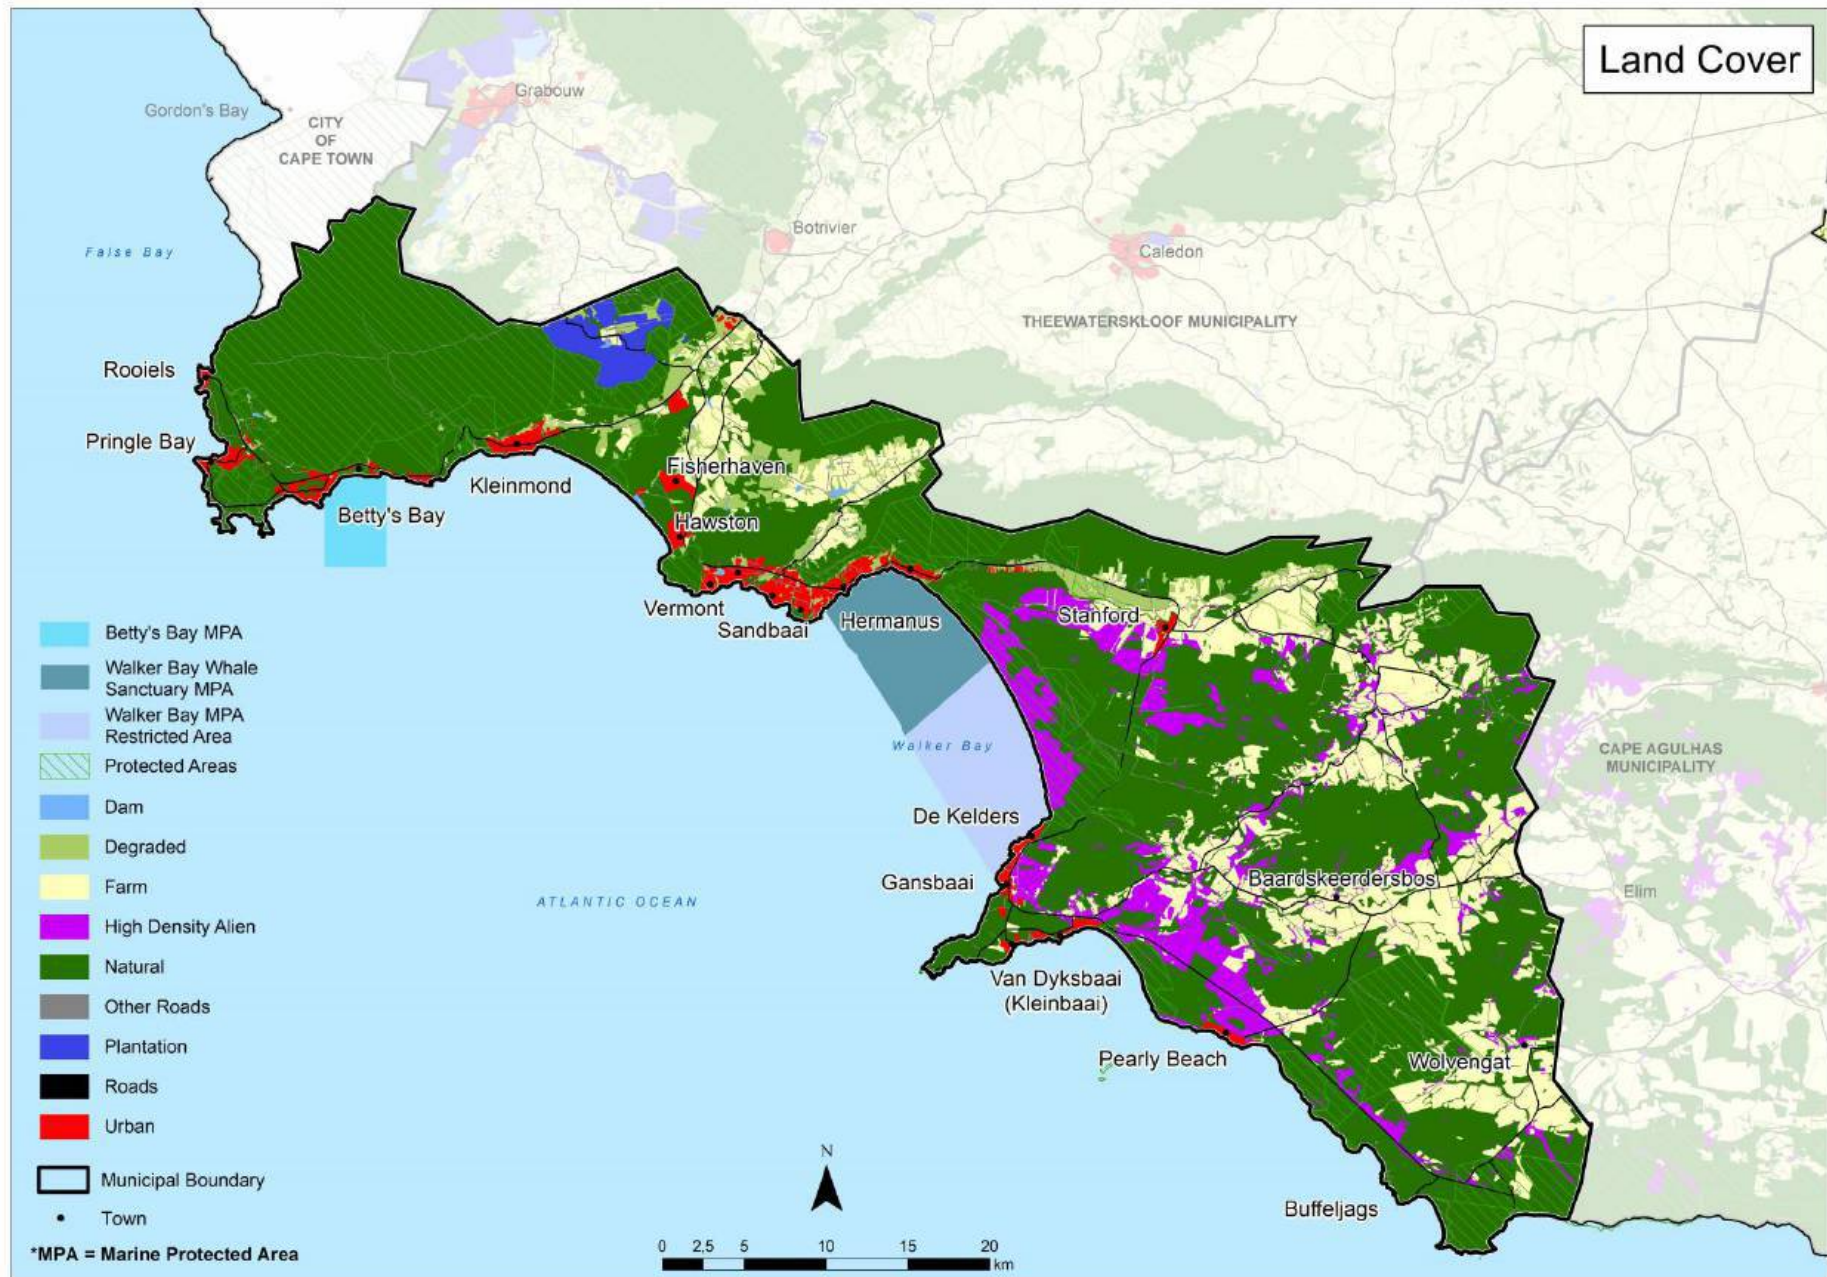 Land Cover
Grabouw
Gordon's Bay
CITY
OF
CAPE TOWN
Botrivier
Caledon
False Bay
THEEWATERSKLOOF MUNICIPALITY
Rooiels
Pringle Bay
Fisherhaven
Kleinmond
Betty's Bay
Hawston
Vermont
Sandbaai
Hermanus
Stanford
Walker Bay
CAPE AGULHAS
MUNICIPALITY
De Kelders
Gansbaai
Baardskeerdersbos
Elim
ATLANTIC OCEAN
Van Dyksbaai
(Kleinbaai)
Pearly Beach
Wolvengat
Buffeljags
Betty's Bay MPA
Walker Bay Whale
Sanctuary MPA
Walker Bay MPA
Restricted Area
Protected Areas
Dam
Degraded
Farm
High Density Alien
Natural
Other Roads
Plantation
Roads
Urban
Municipal Boundary
Town
*MPA = Marine Protected Area
N
0 2,5 5 10 15 20
km